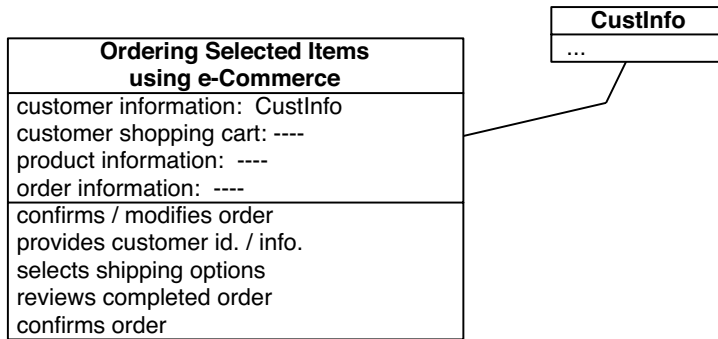 CustInfo
...
Ordering Selected Items
using e-Commerce
customer information:  CustInfo
customer shopping cart: ----
product information:  ----
order information:  ----
confirms / modifies order
provides customer id. / info.
selects shipping options
reviews completed order
confirms order